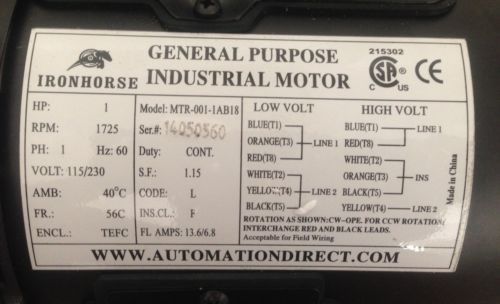 IRONHORSE
GENERAL PURPOSE
INDUSTRIAL MOTOR
215302
C SA US ® CE
HP: 1
RPM: 1725
PH: 1 Hz: 60
VOLT: 115/230
AMB: 40°C
FR.: 56C
ENCL.: TEFC
Model: MTR-001-1AB18
Ser.#: 14050560
Duty: CONT.
S.F.: 1.15
CODE: L
INS.CL.: F
FL AMPS: 13.6/6.8
LOW VOLT
BLUE(T1)
ORANGE(T3) LINE 1
RED(T8)
WHITE(T2)
YELLOW(T4) LINE 2
BLACK(T5)
HIGH VOLT
BLUE(T1) LINE 1
RED(T8)
WHITE(T2)
ORANGE(T3) INS
BLACK(T5)
YELLOW(T4) LINE 2
ROTATION AS SHOWN:CW-OPE. FOR CCW ROTATION
INTERCHANGE RED AND BLACK LEADS.
Acceptable for Field Wiring
Made in China
WWW.AUTOMATIONDIRECT.COM